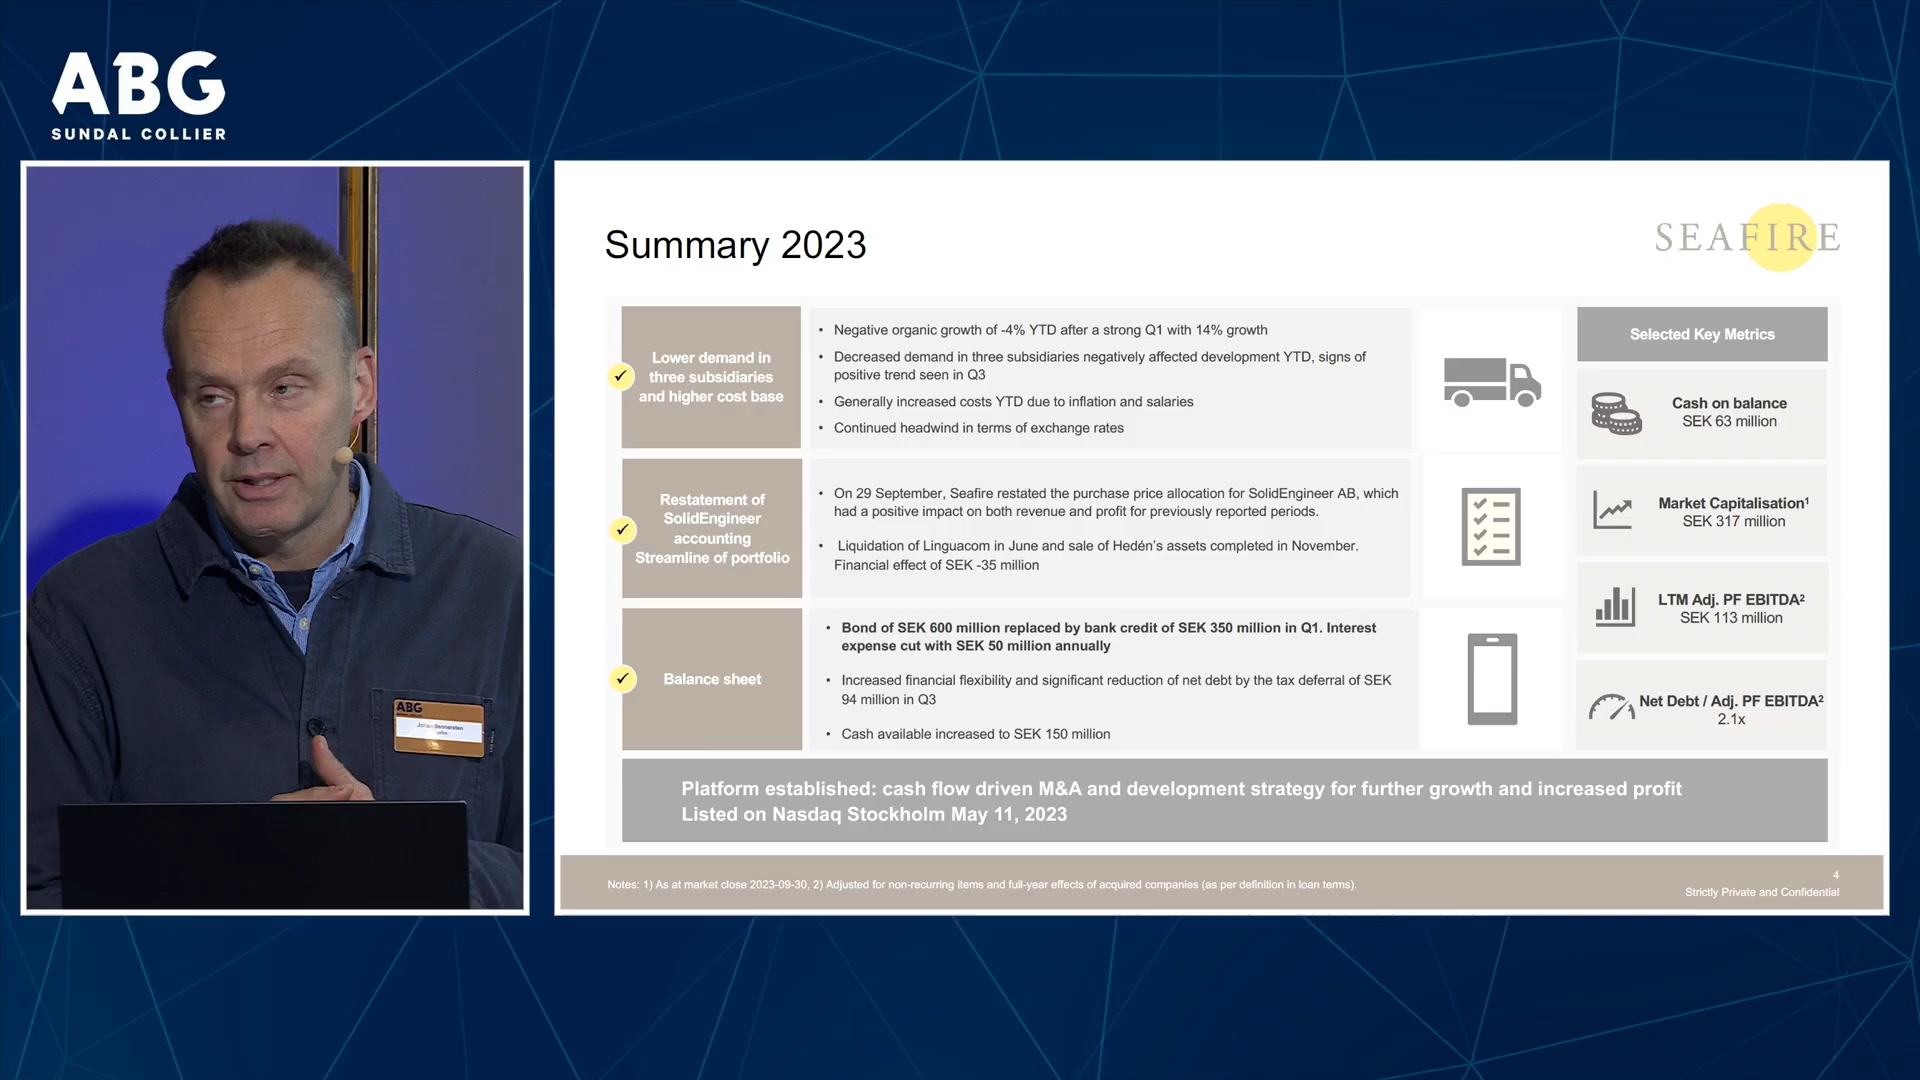 ABG
SUNDAL COLLIER
ABG
Summary 2023
SEAFIRE
Lower demand in
three subsidiaries
and higher cost base
• Negative organic growth of -4% YTD after a strong Q1 with 14% growth
• Decreased demand in three subsidiaries negatively affected development YTD, signs of
positive trend seen in Q3
• Generally increased costs YTD due to inflation and salaries
• Continued headwind in terms of exchange rates
Restatement of
SolidEngineer
accounting
Streamline of portfolio
• On 29 September, Seafire restated the purchase price allocation for SolidEngineer AB, which
had a positive impact on both revenue and profit for previously reported periods.
• Liquidation of Linguacom in June and sale of Hedén's assets completed in November.
Financial effect of SEK -35 million
Balance sheet
• Bond of SEK 600 million replaced by bank credit of SEK 350 million in Q1. Interest
expense cut with SEK 50 million annually
• Increased financial flexibility and significant reduction of net debt by the tax deferral of SEK
94 million in Q3
• Cash available increased to SEK 150 million
Selected Key Metrics
Cash on balance
SEK 63 million
Market Capitalisation¹
SEK 317 million
LTM Adj. PF EBITDA²
SEK 113 million
Net Debt / Adj. PF EBITDA²
2.1x
Platform established: cash flow driven M&A and development strategy for further growth and increased profit
Listed on Nasdaq Stockholm May 11, 2023
Notes: 1) As at market close 2023-09-30, 2) Adjusted for non-recurring items and full-year effects of acquired companies (as per definition in loan terms).
4
Strictly Private and Confidential